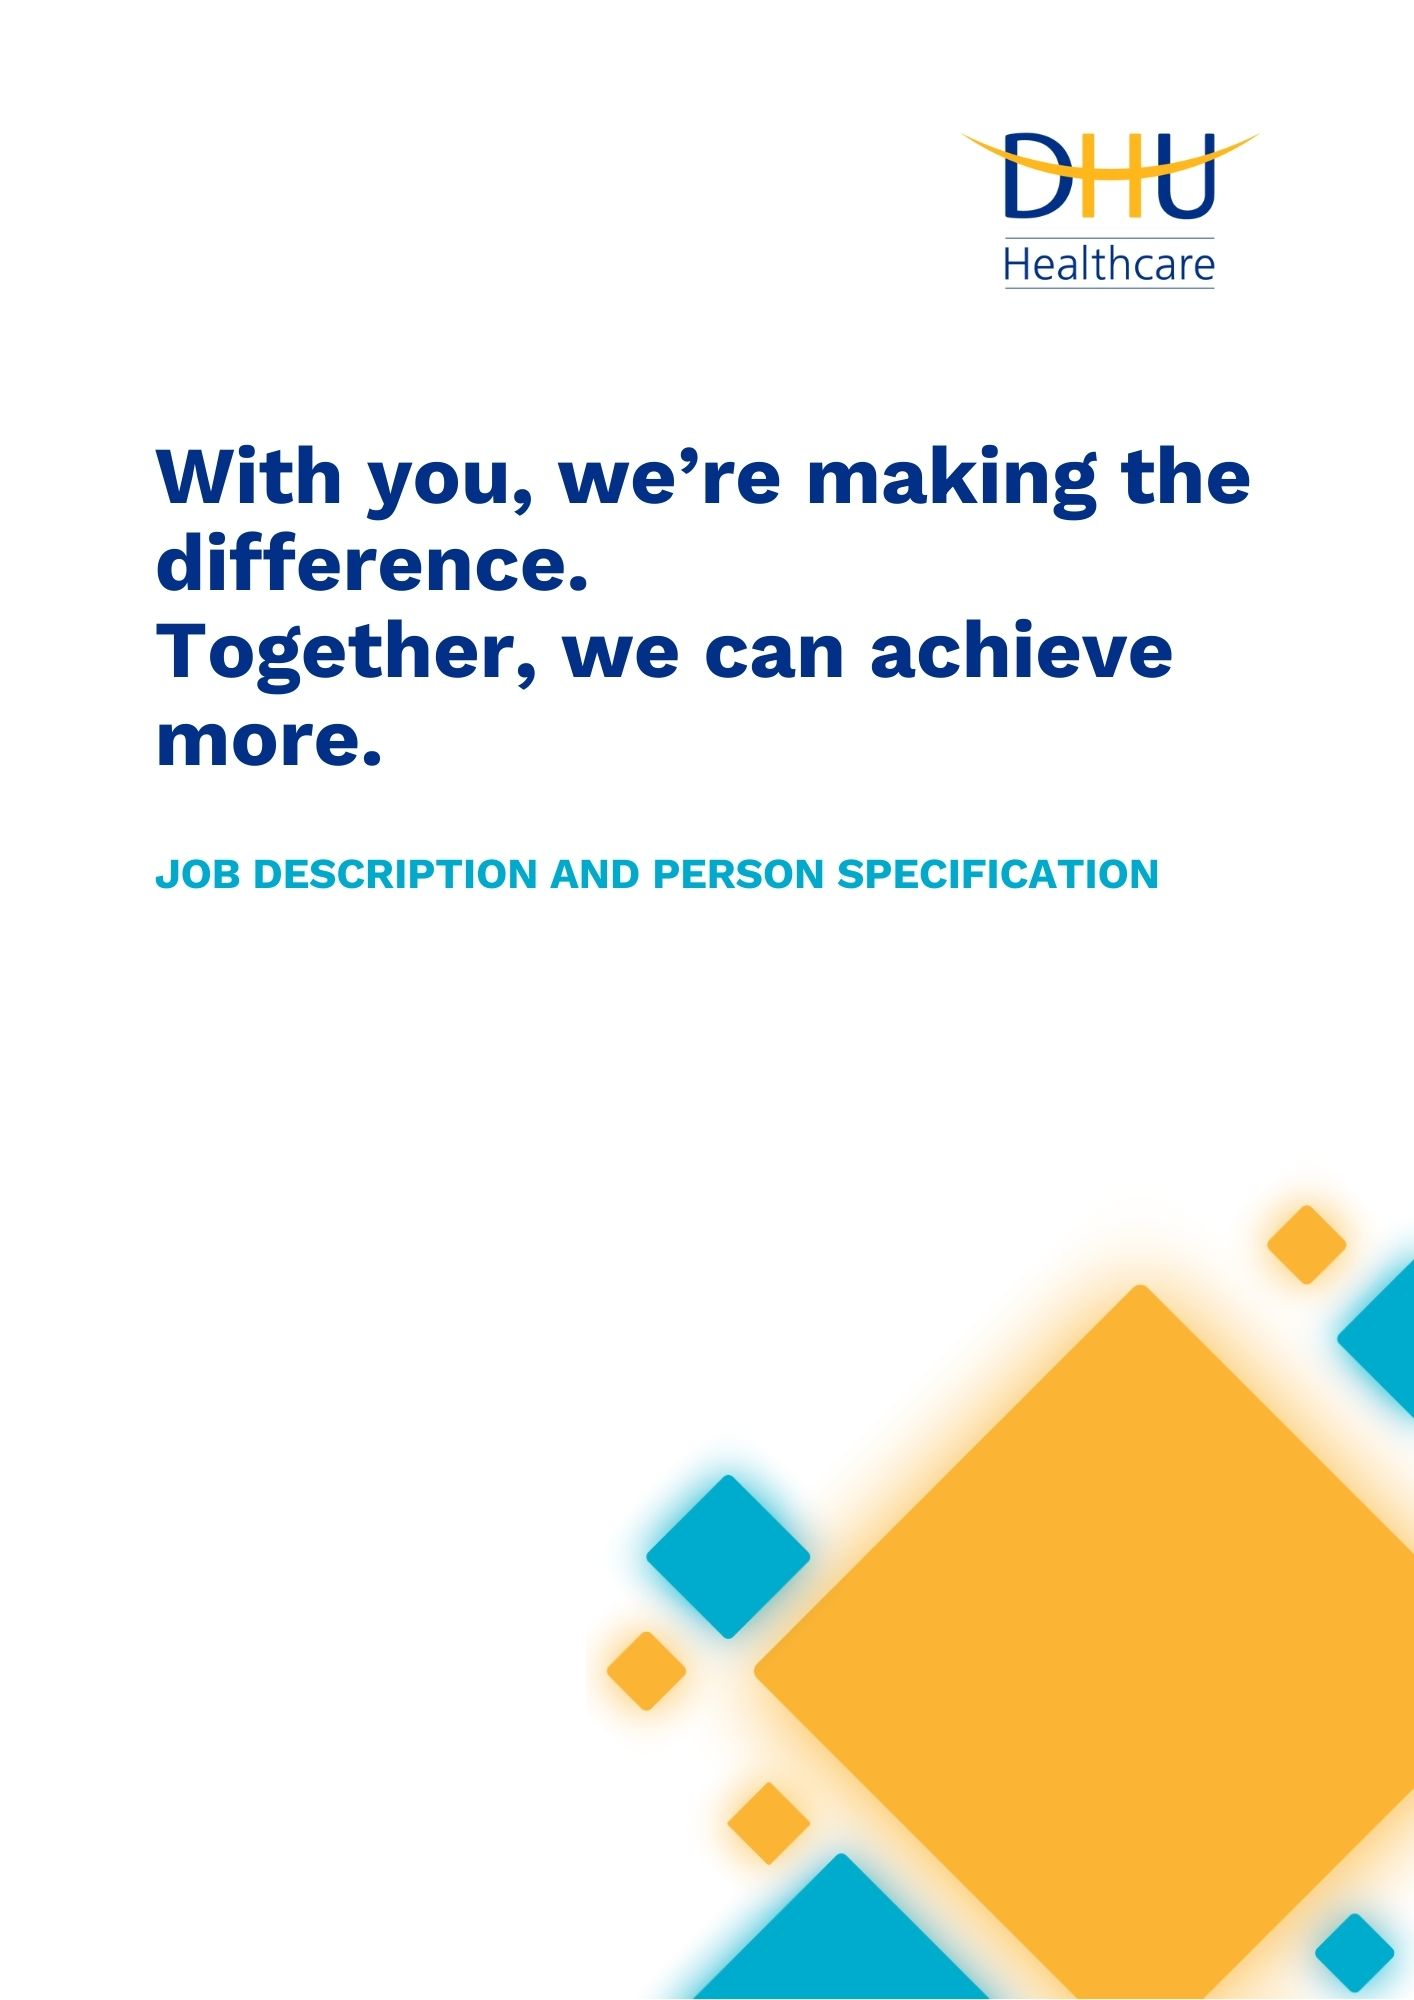 DHU
Healthcare
With you, we’re making the
difference.
Together, we can achieve
more.
JOB DESCRIPTION AND PERSON SPECIFICATION